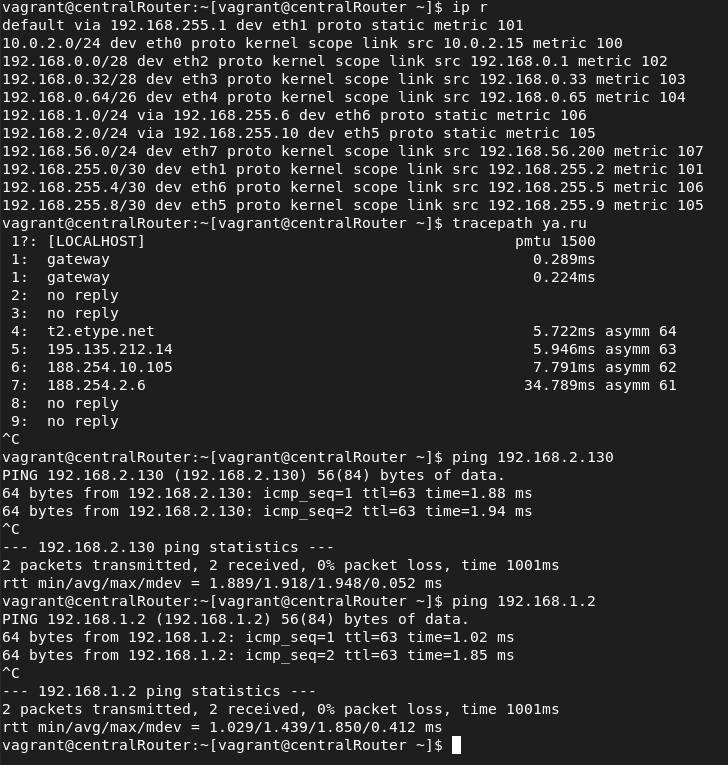 vagrant@centralRouter:~[vagrant@centralRouter ~]$ ip r
default via 192.168.255.1 dev eth1 proto static metric 101
10.0.2.0/24 dev eth0 proto kernel scope link src 10.0.2.15 metric 100
192.168.0.0/28 dev eth2 proto kernel scope link src 192.168.0.1 metric 102
192.168.0.32/28 dev eth3 proto kernel scope link src 192.168.0.33 metric 103
192.168.0.64/26 dev eth4 proto kernel scope link src 192.168.0.65 metric 104
192.168.1.0/24 via 192.168.255.6 dev eth6 proto static metric 106
192.168.2.0/24 via 192.168.255.10 dev eth5 proto static metric 105
192.168.56.0/24 dev eth7 proto kernel scope link src 192.168.56.200 metric 107
192.168.255.0/30 dev eth1 proto kernel scope link src 192.168.255.2 metric 101
192.168.255.4/30 dev eth6 proto kernel scope link src 192.168.255.5 metric 106
192.168.255.8/30 dev eth5 proto kernel scope link src 192.168.255.9 metric 105
vagrant@centralRouter:~[vagrant@centralRouter ~]$ tracepath ya.ru
 1?: [LOCALHOST]                                         pmtu 1500
 1:  gateway                                               0.289ms
 1:  gateway                                               0.224ms
 2:  no reply
 3:  no reply
 4:  t2.etype.net                                          5.722ms asymm 64
 5:  195.135.212.14                                        5.946ms asymm 63
 6:  188.254.10.105                                        7.791ms asymm 62
 7:  188.254.2.6                                          34.789ms asymm 61
 8:  no reply
 9:  no reply
^C
vagrant@centralRouter:~[vagrant@centralRouter ~]$ ping 192.168.2.130
PING 192.168.2.130 (192.168.2.130) 56(84) bytes of data.
64 bytes from 192.168.2.130: icmp_seq=1 ttl=63 time=1.88 ms
64 bytes from 192.168.2.130: icmp_seq=2 ttl=63 time=1.94 ms
^C
--- 192.168.2.130 ping statistics ---
2 packets transmitted, 2 received, 0% packet loss, time 1001ms
rtt min/avg/max/mdev = 1.889/1.918/1.948/0.052 ms
vagrant@centralRouter:~[vagrant@centralRouter ~]$ ping 192.168.1.2
PING 192.168.1.2 (192.168.1.2) 56(84) bytes of data.
64 bytes from 192.168.1.2: icmp_seq=1 ttl=63 time=1.02 ms
64 bytes from 192.168.1.2: icmp_seq=2 ttl=63 time=1.85 ms
^C
--- 192.168.1.2 ping statistics ---
2 packets transmitted, 2 received, 0% packet loss, time 1001ms
rtt min/avg/max/mdev = 1.029/1.439/1.850/0.412 ms
vagrant@centralRouter:~[vagrant@centralRouter ~]$